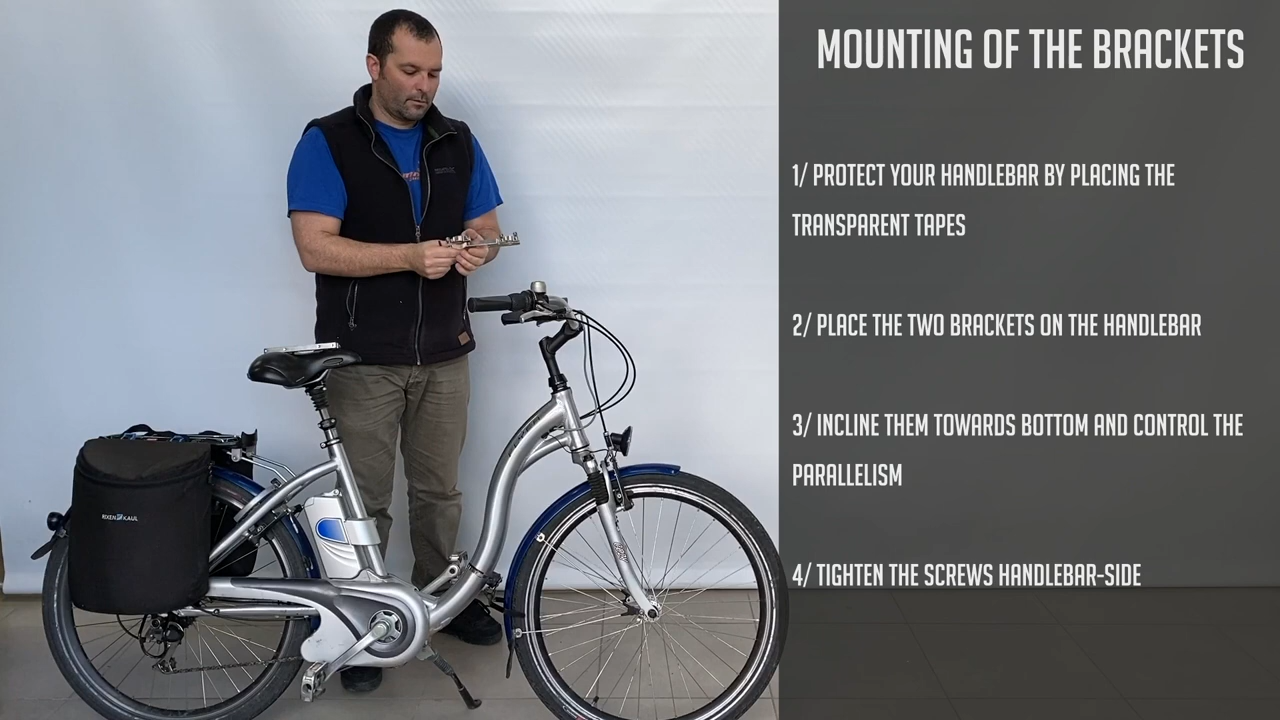 MOUNTING OF THE BRACKETS
1/ PROTECT YOUR HANDLEBAR BY PLACING THE
TRANSPARENT TAPES
2/ PLACE THE TWO BRACKETS ON THE HANDLEBAR
3/ INCLINE THEM TOWARDS BOTTOM AND CONTROL THE
PARALLELISM
4/ TIGHTEN THE SCREWS HANDLEBAR-SIDE
RIXEN KAUL